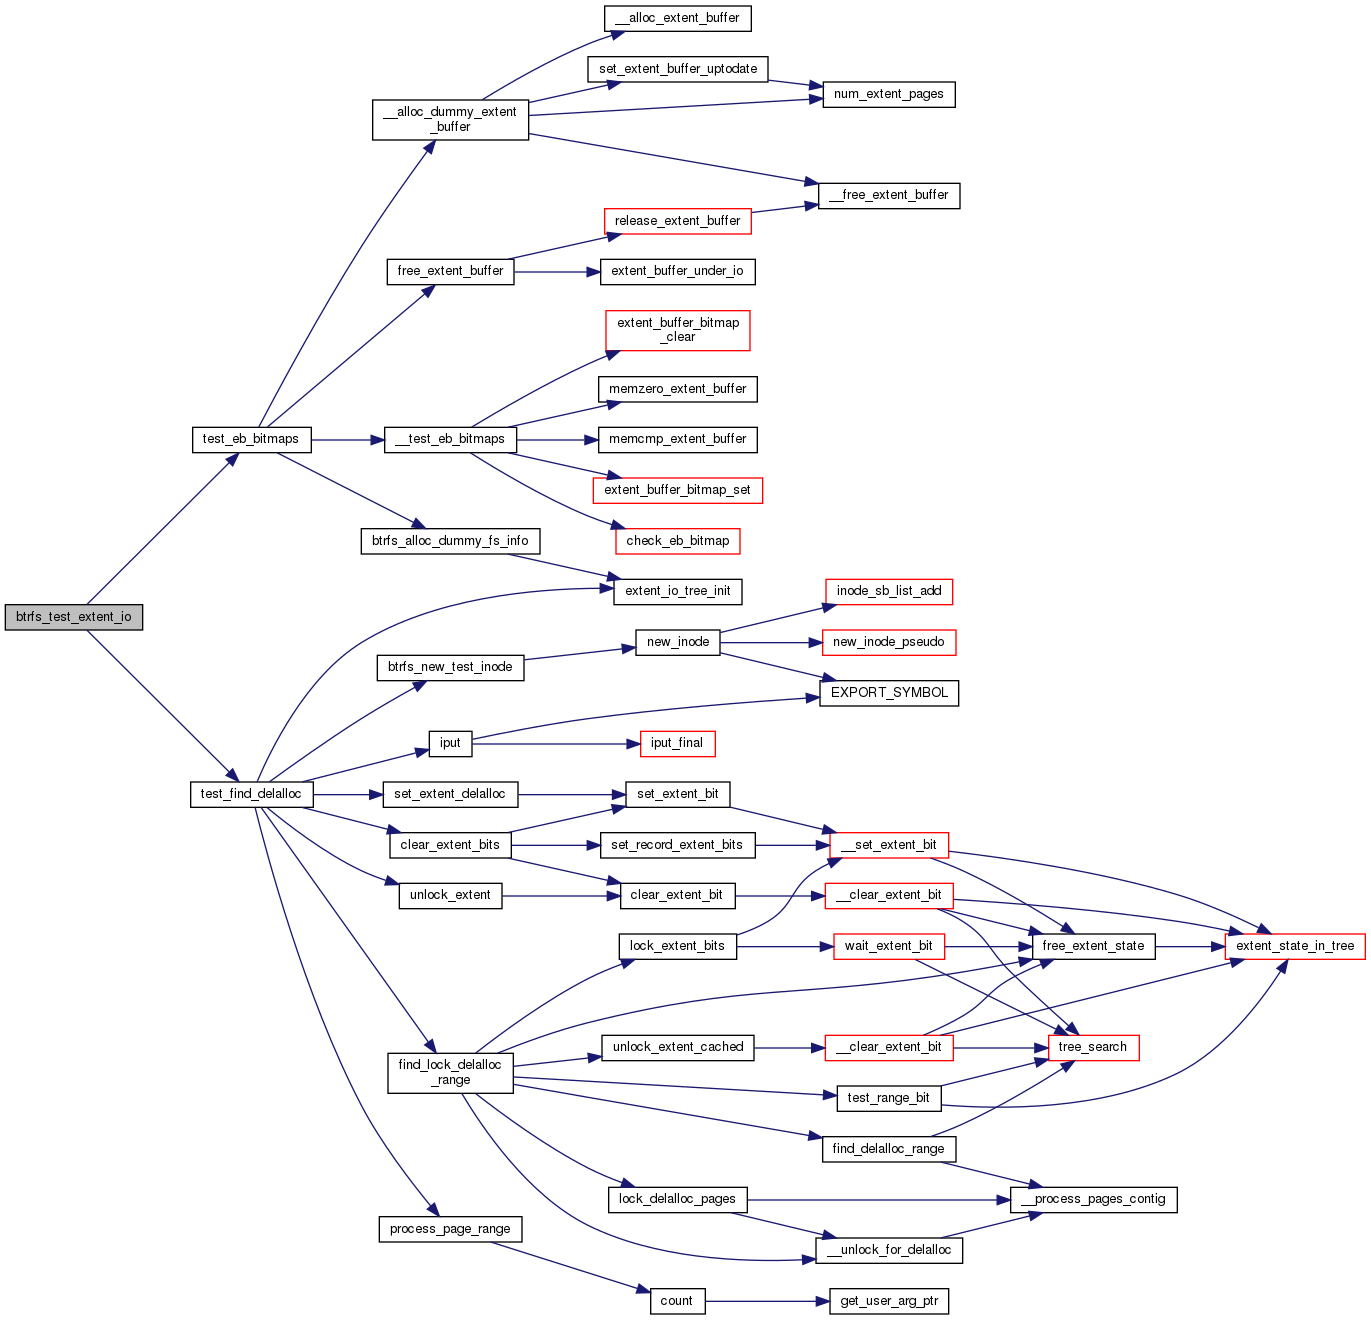 __alloc_extent_buffer
set_extent_buffer_uptodate
num_extent_pages
__alloc_dummy_extent
_buffer
__free_extent_buffer
release_extent_buffer
free_extent_buffer
extent_buffer_under_io
extent_buffer_bitmap
_clear
memzero_extent_buffer
test_eb_bitmaps
__test_eb_bitmaps
memcmp_extent_buffer
extent_buffer_bitmap_set
btrfs_alloc_dummy_fs_info
check_eb_bitmap
extent_io_tree_init
inode_sb_list_add
btrfs_test_extent_io
new_inode
new_inode_pseudo
btrfs_new_test_inode
EXPORT_SYMBOL
iput
iput_final
test_find_delalloc
set_extent_delalloc
set_extent_bit
clear_extent_bits
set_record_extent_bits
__set_extent_bit
unlock_extent
clear_extent_bit
__clear_extent_bit
lock_extent_bits
wait_extent_bit
free_extent_state
extent_state_in_tree
find_lock_delalloc
_range
unlock_extent_cached
__clear_extent_bit
tree_search
test_range_bit
find_delalloc_range
lock_delalloc_pages
__process_pages_contig
process_page_range
__unlock_for_delalloc
count
get_user_arg_ptr